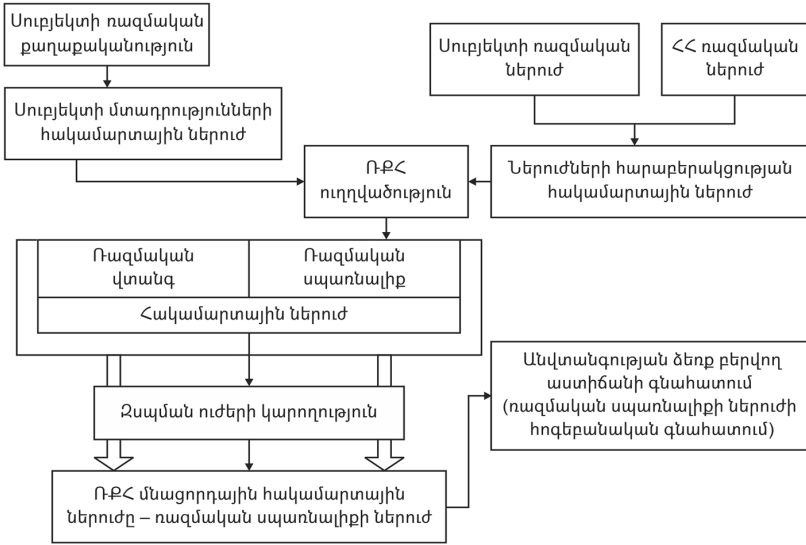 Սուբյեկտի ռազմական
քաղաքականություն
Սուբյեկտի ռազմական
ներուժ
ՀՀ ռազմական
ներուժ
Սուբյեկտի մտադրությունների
հակամարտային ներուժ
ՌՔՀ
ուղղվածություն
Ներուժների հարաբերակցության
հակամարտային ներուժ
Ռազմական
վտանգ
Ռազմական
սպառնալիք
Հակամարտային ներուժ
Զսպման ուժերի կարողություն
Անվտանգության ձեռք բերվող
աստիճանի գնահատում
(ռազմական սպառնալիքի ներուժի
հոգեբանական գնահատում)
ՌՔՀ մնացորդային հակամարտային
ներուժը – ռազմական սպառնալիքի ներուժ